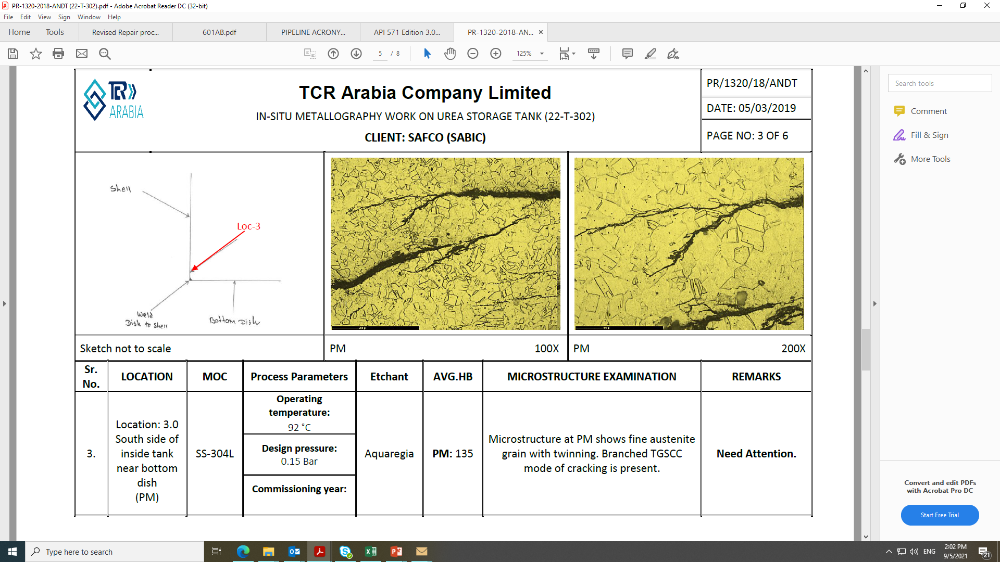 PR-1320-2018-ANDT (22-T-302).pdf - Adobe Acrobat Reader DC (32-bit)
File Edit View Sign Window Help
Home Tools Revised Repair proc... 601AB.pdf PIPELINE ACRONY... API 571 Edition 3.0... PR-1320-2018-AN...
5 / 8 125%
TCR
ARABIA
TCR Arabia Company Limited
IN-SITU METALLOGRAPHY WORK ON UREA STORAGE TANK (22-T-302)
CLIENT: SAFCO (SABIC)
PR/1320/18/ANDT
DATE: 05/03/2019
PAGE NO: 3 OF 6
Shell
Loc-3
Weld
Dish to Shell
Bottom Dish
Sketch not to scale
PM 100X
PM 200X
Sr. No.
LOCATION
MOC
Process Parameters
Etchant
AVG.HB
MICROSTRUCTURE EXAMINATION
REMARKS
3.
Location: 3.0
South side of
inside tank
near bottom
dish
(PM)
SS-304L
Operating
temperature:
92 °C
Design pressure:
0.15 Bar
Commissioning year:
Aquaregia
PM: 135
Microstructure at PM shows fine austenite
grain with twinning. Branched TGSCC
mode of cracking is present.
Need Attention.
Search tools
Comment
Fill & Sign
More Tools
Convert and edit PDFs
with Acrobat Pro DC
Start Free Trial
Type here to search
ENG
2:02 PM
9/5/2021
21